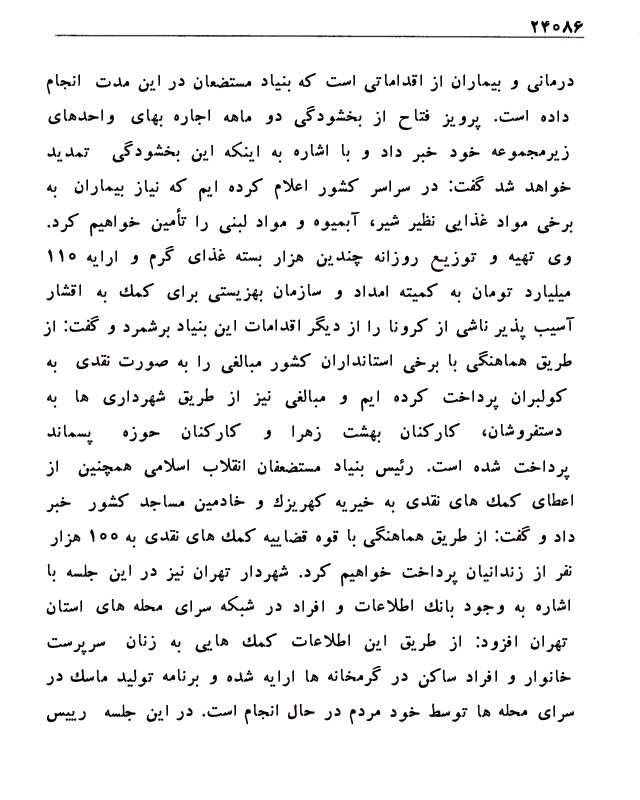 ۲۴۰۸۶
درمانی و بیماران از اقداماتی است که بنیاد مستضعان در این مدت انجام
داده است. پرویز فتاح از بخشودگی دو ماهه اجاره بهای واحدهای
زیرمجموعه خود خبر داد و با اشاره به اینکه این بخشودگی تمدید
خواهد شد گفت: در سراسر کشور اعلام کرده ایم که نیاز بیماران به
برخی مواد غذایی نظیر شیر، آبمیوه و مواد لبنی را تأمین خواهیم کرد.
وی تهیه و توزیع روزانه چندین هزار بسته غذای گرم و ارایه ۱۱۰
میلیارد تومان به کمیته امداد و سازمان بهزیستی برای کمك به اقشار
آسیب پذیر ناشی از کرونا را از دیگر اقدامات این بنیاد برشمرد و گفت: از
طریق هماهنگی با برخی استانداران کشور مبالغی را به صورت نقدی به
کولبران پرداخت کرده ایم و مبالغی نیز از طریق شهرداری ها به
دستفروشان، کارکنان بهشت زهرا و کارکنان حوزه پسماند
پرداخت شده است. رئیس بنیاد مستضعفان انقلاب اسلامی همچنین از
اعطای کمك های نقدی به خیریه کهریزك و خادمین مساجد کشور خبر
داد و گفت: از طریق هماهنگی با قوه قضاییه کمك های نقدی به ۱۰۰ هزار
نفر از زندانیان پرداخت خواهیم کرد. شهردار تهران نیز در این جلسه با
اشاره به وجود بانك اطلاعات و افراد در شبکه سرای محله های استان
تهران افزود: از طریق این اطلاعات کمك هایی به زنان سرپرست
خانوار و افراد ساکن در گرمخانه ها ارایه شده و برنامه تولید ماسك در
سرای محله ها توسط خود مردم در حال انجام است. در این جلسه رییس